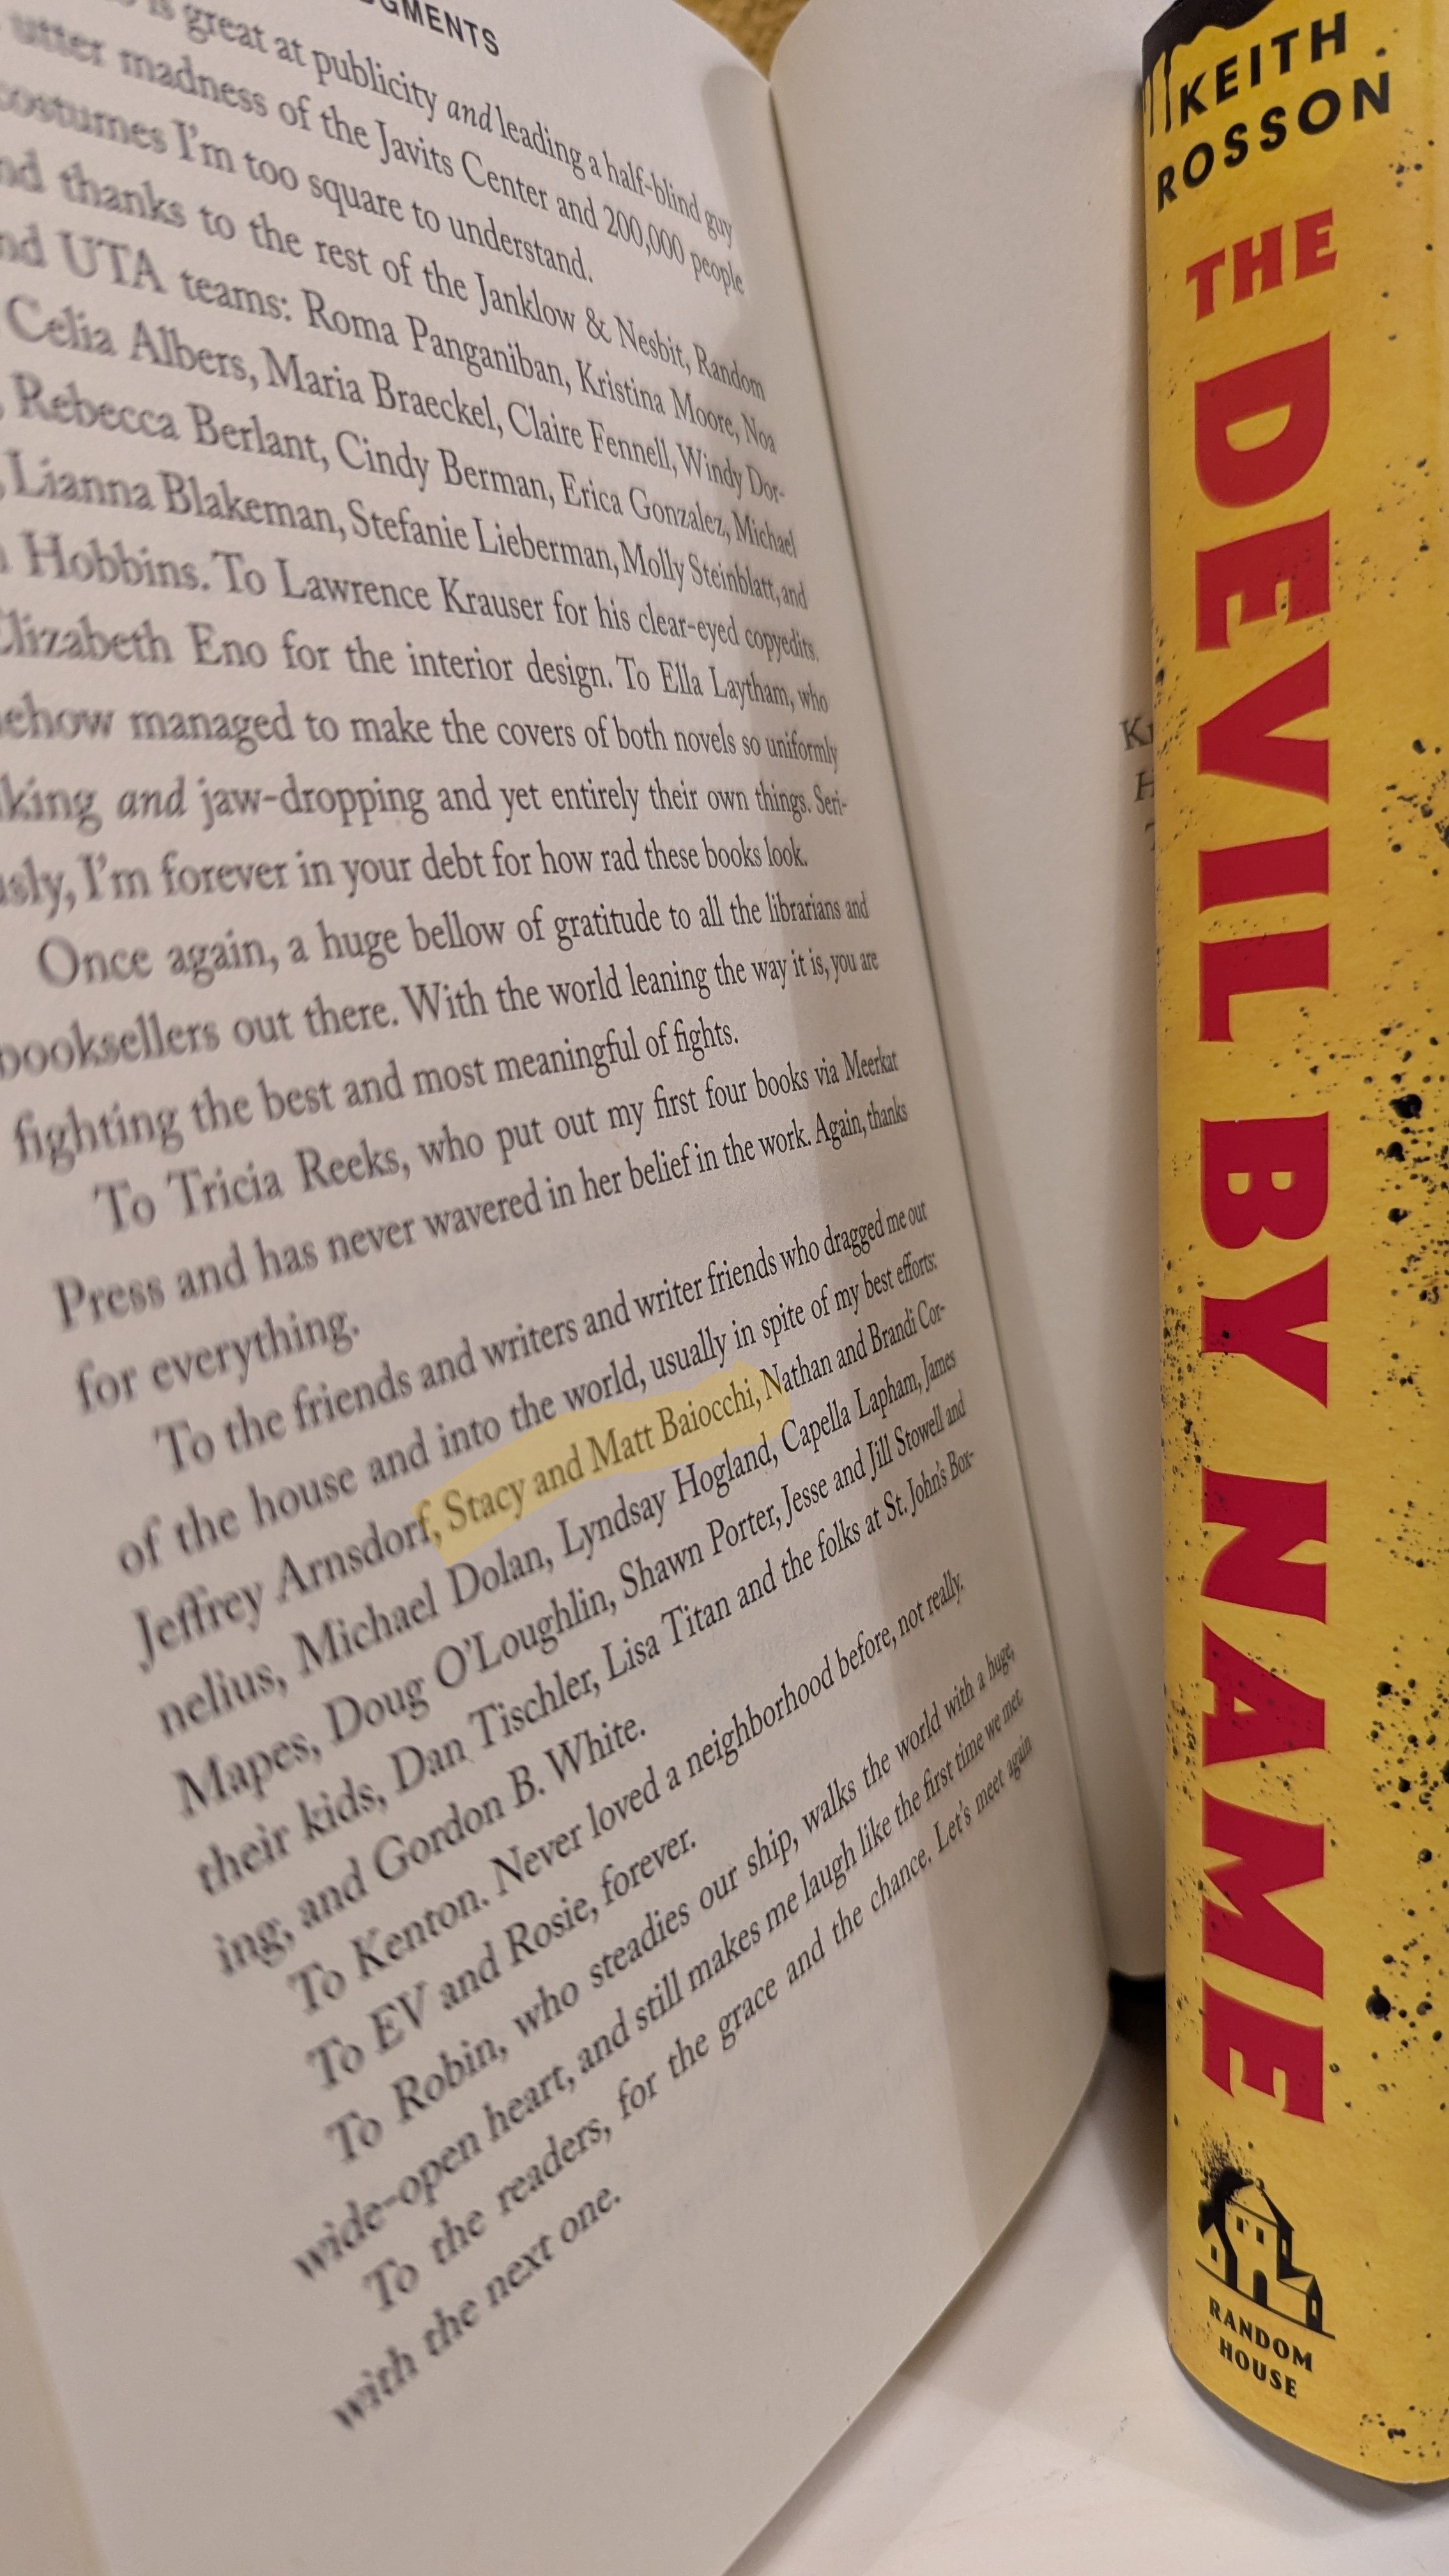 GMENTS
is great at publicity and leading a half-blind guy
utter madness of the Javits Center and 200,000 people
costumes I'm too square to understand.
nd thanks to the rest of the Janklow & Nesbit, Random
nd UTA teams: Roma Panganiban, Kristina Moore, Noa
Celia Albers, Maria Braeckel, Claire Fennell, Windy Dor-
, Rebecca Berlant, Cindy Berman, Erica Gonzalez, Michael
, Lianna Blakeman, Stefanie Lieberman, Molly Steinblatt, and
Hobbins. To Lawrence Krauser for his clear-eyed copyedits.
Elizabeth Eno for the interior design. To Ella Laytham, who
ehow managed to make the covers of both novels so uniformly
king and jaw-dropping and yet entirely their own things. Seri-
usly, I'm forever in your debt for how rad these books look.
Once again, a huge bellow of gratitude to all the librarians and
booksellers out there. With the world leaning the way it is, you are
fighting the best and most meaningful of fights.
To Tricia Reeks, who put out my first four books via Meerkat
Press and has never wavered in her belief in the work. Again, thanks
for everything.
To the friends and writers and writer friends who dragged me out
of the house and into the world, usually in spite of my best efforts:
Jeffrey Arnsdorf, Stacy and Matt Baiocchi, Nathan and Brandi Cor-
nelius, Michael Dolan, Lyndsay Hogland, Capella Lapham, James
Mapes, Doug O'Loughlin, Shawn Porter, Jesse and Jill Stowell and
their kids, Dan Tischler, Lisa Titan and the folks at St. John's Box-
ing, and Gordon B. White.
To Kenton. Never loved a neighborhood before, not really.
To EV and Rosie, forever.
To Robin, who steadies our ship, walks the world with a huge,
wide-open heart, and still makes me laugh like the first time we met.
To the readers, for the grace and the chance. Let's meet again
with the next one.
KEITH
ROSSON
THE DEVIL BY NAME
RANDOM
HOUSE